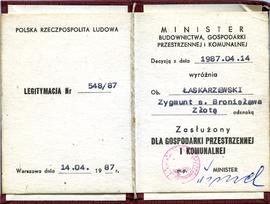 POLSKA RZECZPOSPOLITA LUDOWA
LEGITYMACJA Nr 548/87
Warszawa dnia 14.04. 1987 r.
MINISTER
BUDOWNICTWA, GOSPODARKI
PRZESTRZENNEJ I KOMUNALNEJ
Decyzją z dnia 1987.04.14
wyróżnia
Ob. ŁASKARZEWSKI
Zygmunt s. Bronisława
Złotą odznaką
Zasłużony
DLA GOSPODARKI PRZESTRZENNEJ
I KOMUNALNEJ
m.p. MINISTER